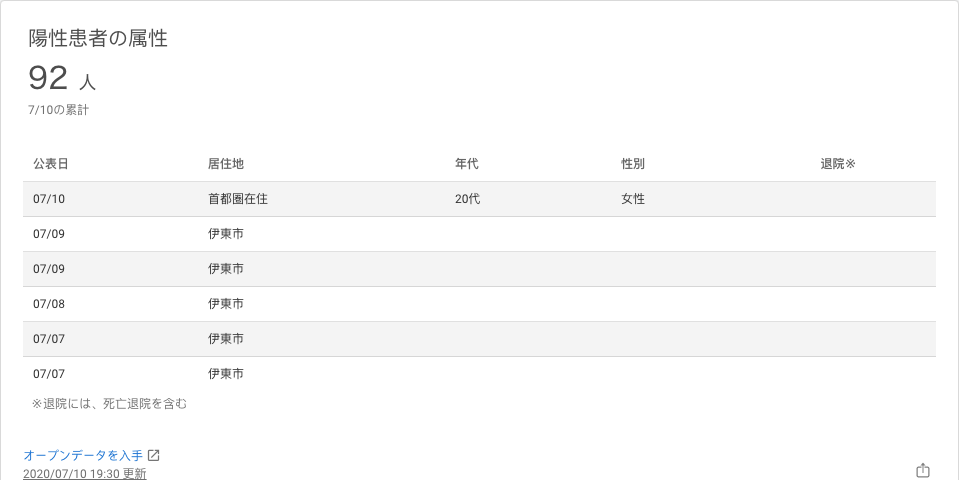 陽性患者の属性
92 人
7/10の累計
公表日 居住地 年代 性別 退院※
07/10 首都圏在住 20代 女性
07/09 伊東市
07/09 伊東市
07/08 伊東市
07/07 伊東市
07/07 伊東市
※退院には、死亡退院を含む
オープンデータを入手
2020/07/10 19:30 更新